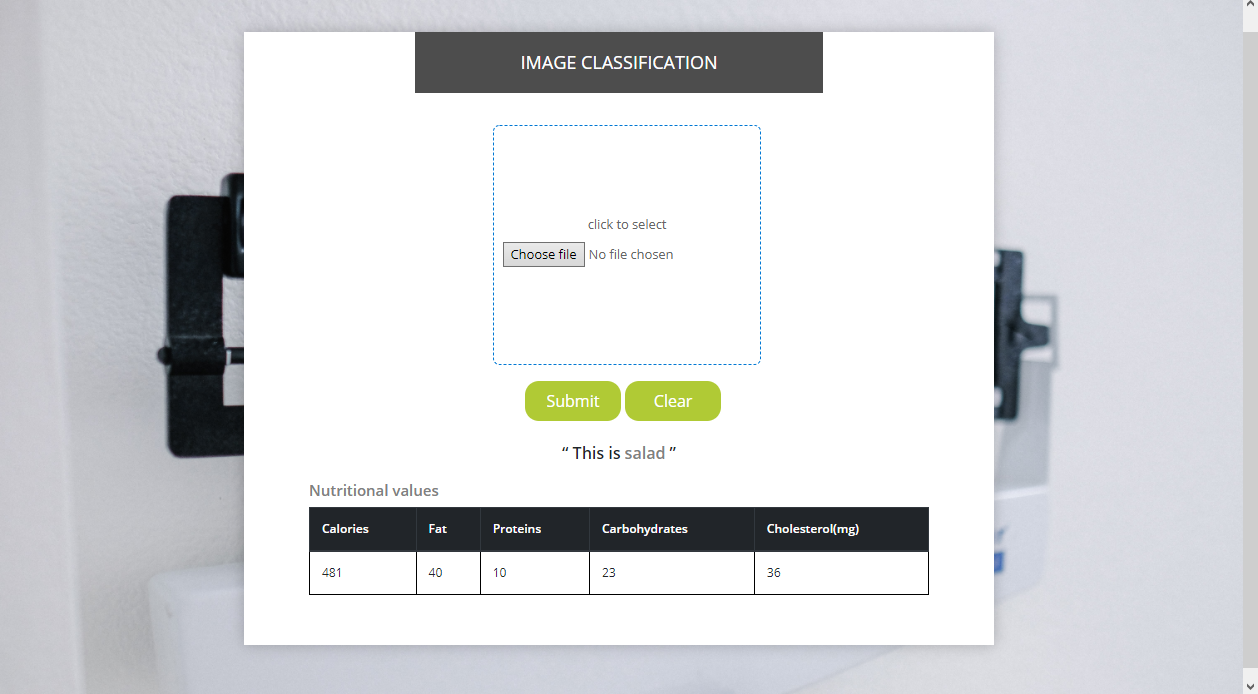 IMAGE CLASSIFICATION
click to select
Choose file No file chosen
Submit Clear
“ This is salad ”
Nutritional values
Calories Fat Proteins Carbohydrates Cholesterol(mg)
481 40 10 23 36